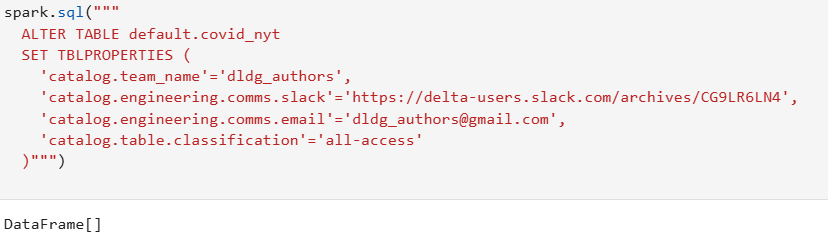 spark.sql("""
  ALTER TABLE default.covid_nyt
  SET TBLPROPERTIES (
    'catalog.team_name'='dldg_authors',
    'catalog.engineering.comms.slack'='https://delta-users.slack.com/archives/CG9LR6LN4',
    'catalog.engineering.comms.email'='dldg_authors@gmail.com',
    'catalog.table.classification'='all-access'
  )""")
DataFrame[]